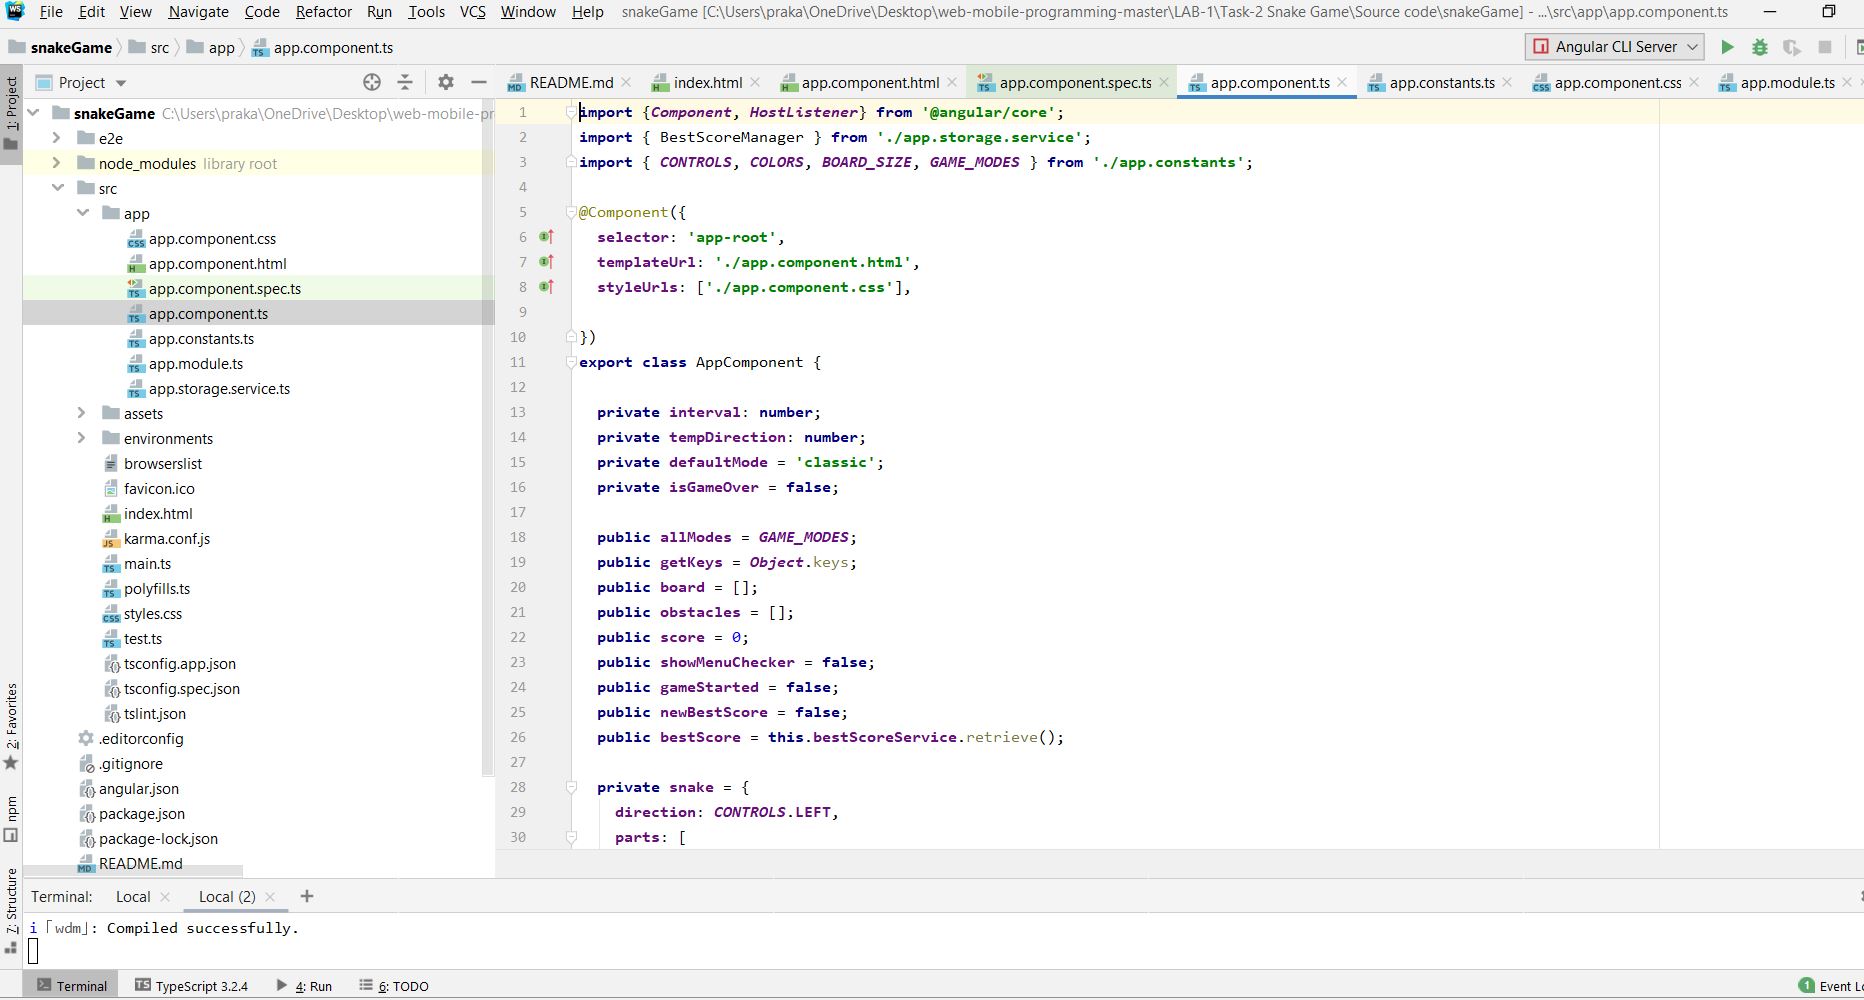 WS File Edit View Navigate Code Refactor Run Tools VCS Window Help snakeGame [C:\Users\praka\OneDrive\Desktop\web-mobile-programming-master\LAB-1\Task-2 Snake Game\Source code\snakeGame] - ...\src\app\app.component.ts
snakeGame src app app.component.ts Angular CLI Server
Project
README.md index.html app.component.html app.component.spec.ts app.component.ts app.constants.ts app.component.css app.module.ts
1: Project
snakeGame C:\Users\praka\OneDrive\Desktop\web-mobile-pr
e2e
node_modules library root
src
app
app.component.css
app.component.html
app.component.spec.ts
app.component.ts
app.constants.ts
app.module.ts
app.storage.service.ts
assets
environments
browserslist
favicon.ico
index.html
karma.conf.js
main.ts
polyfills.ts
styles.css
test.ts
tsconfig.app.json
tsconfig.spec.json
tslint.json
.editorconfig
.gitignore
angular.json
package.json
package-lock.json
README.md
2: Favorites
npm
7: Structure
1 import {Component, HostListener} from '@angular/core';
2 import { BestScoreManager } from './app.storage.service';
3 import { CONTROLS, COLORS, BOARD_SIZE, GAME_MODES } from './app.constants';
4
5 @Component({
6 selector: 'app-root',
7 templateUrl: './app.component.html',
8 styleUrls: ['./app.component.css'],
9
10 })
11 export class AppComponent {
12
13 private interval: number;
14 private tempDirection: number;
15 private defaultMode = 'classic';
16 private isGameOver = false;
17
18 public allModes = GAME_MODES;
19 public getKeys = Object.keys;
20 public board = [];
21 public obstacles = [];
22 public score = 0;
23 public showMenuChecker = false;
24 public gameStarted = false;
25 public newBestScore = false;
26 public bestScore = this.bestScoreService.retrieve();
27
28 private snake = {
29 direction: CONTROLS.LEFT,
30 parts: [
Terminal: Local Local (2) +
i ｢wdm｣: Compiled successfully.
Terminal TypeScript 3.2.4 4: Run 6: TODO 1 Event Lo